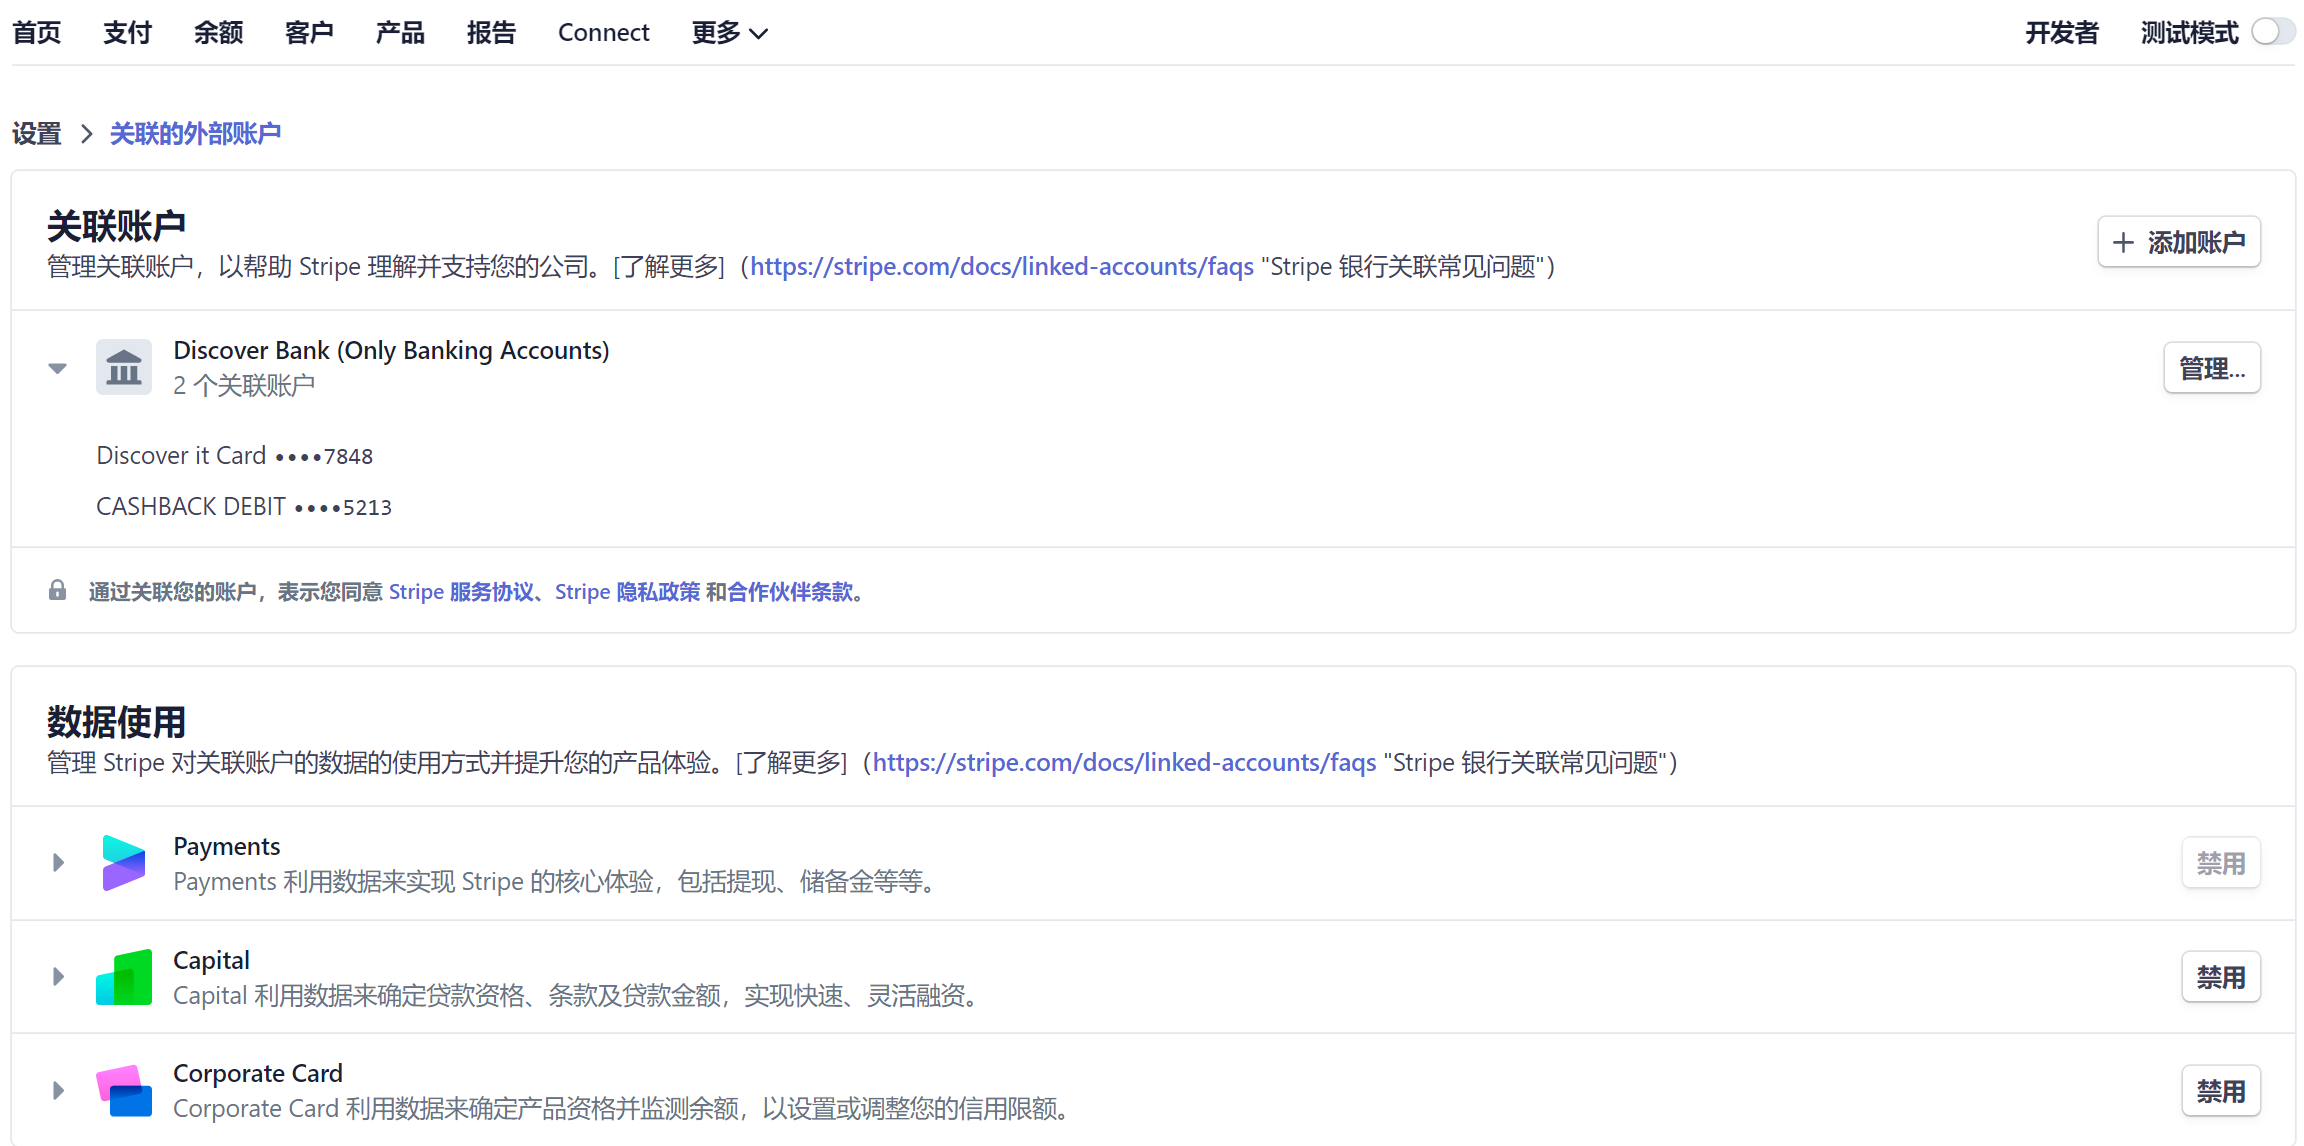 首页 支付 余额 客户 产品 报告 Connect 更多 开发者 测试模式
设置 > 关联的外部账户
关联账户
管理关联账户，以帮助 Stripe 理解并支持您的公司。[了解更多]（https://stripe.com/docs/linked-accounts/faqs "Stripe 银行关联常见问题"）
+ 添加账户
Discover Bank (Only Banking Accounts)
2 个关联账户
管理...
Discover it Card ••••7848
CASHBACK DEBIT ••••5213
通过关联您的账户，表示您同意 Stripe 服务协议、Stripe 隐私政策 和合作伙伴条款。
数据使用
管理 Stripe 对关联账户的数据的使用方式并提升您的产品体验。[了解更多]（https://stripe.com/docs/linked-accounts/faqs "Stripe 银行关联常见问题"）
Payments
Payments 利用数据来实现 Stripe 的核心体验，包括提现、储备金等等。
禁用
Capital
Capital 利用数据来确定贷款资格、条款及贷款金额，实现快速、灵活融资。
禁用
Corporate Card
Corporate Card 利用数据来确定产品资格并监测余额，以设置或调整您的信用限额。
禁用